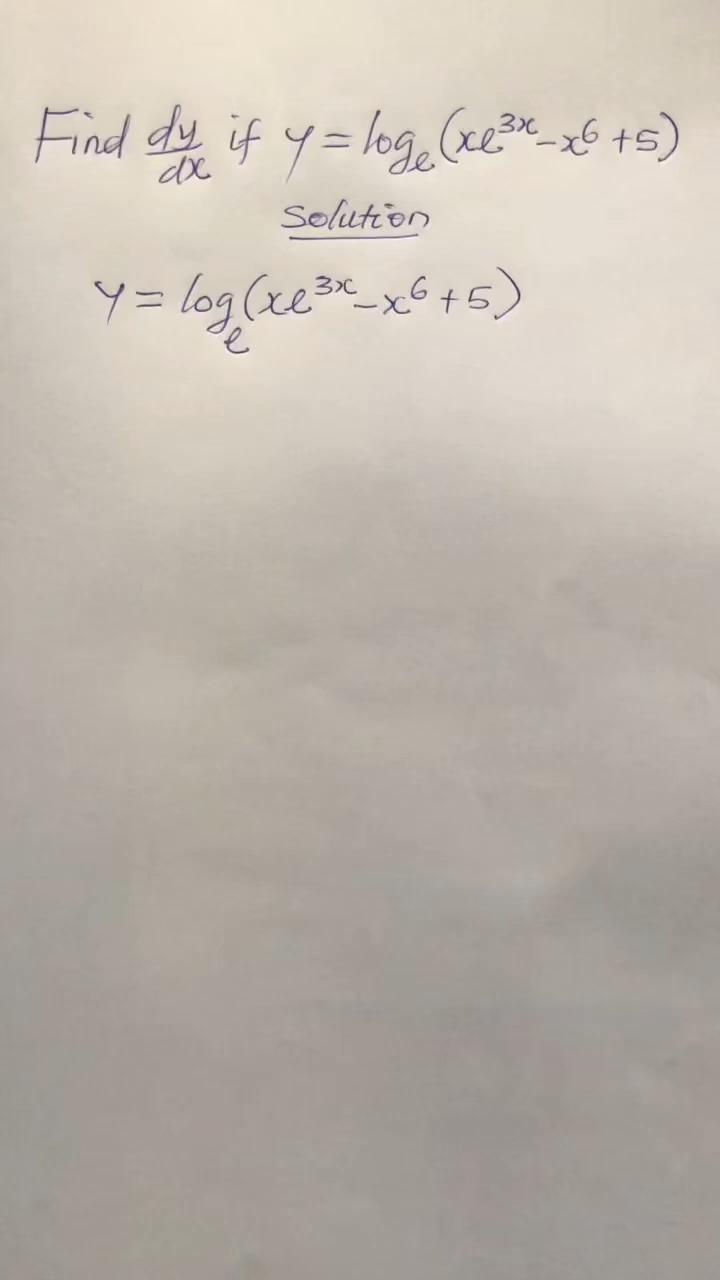 Find dy/dx if y = logₑ(xe³ˣ − x⁶ + 5)
Solution
y = logₑ(xe³ˣ − x⁶ + 5)